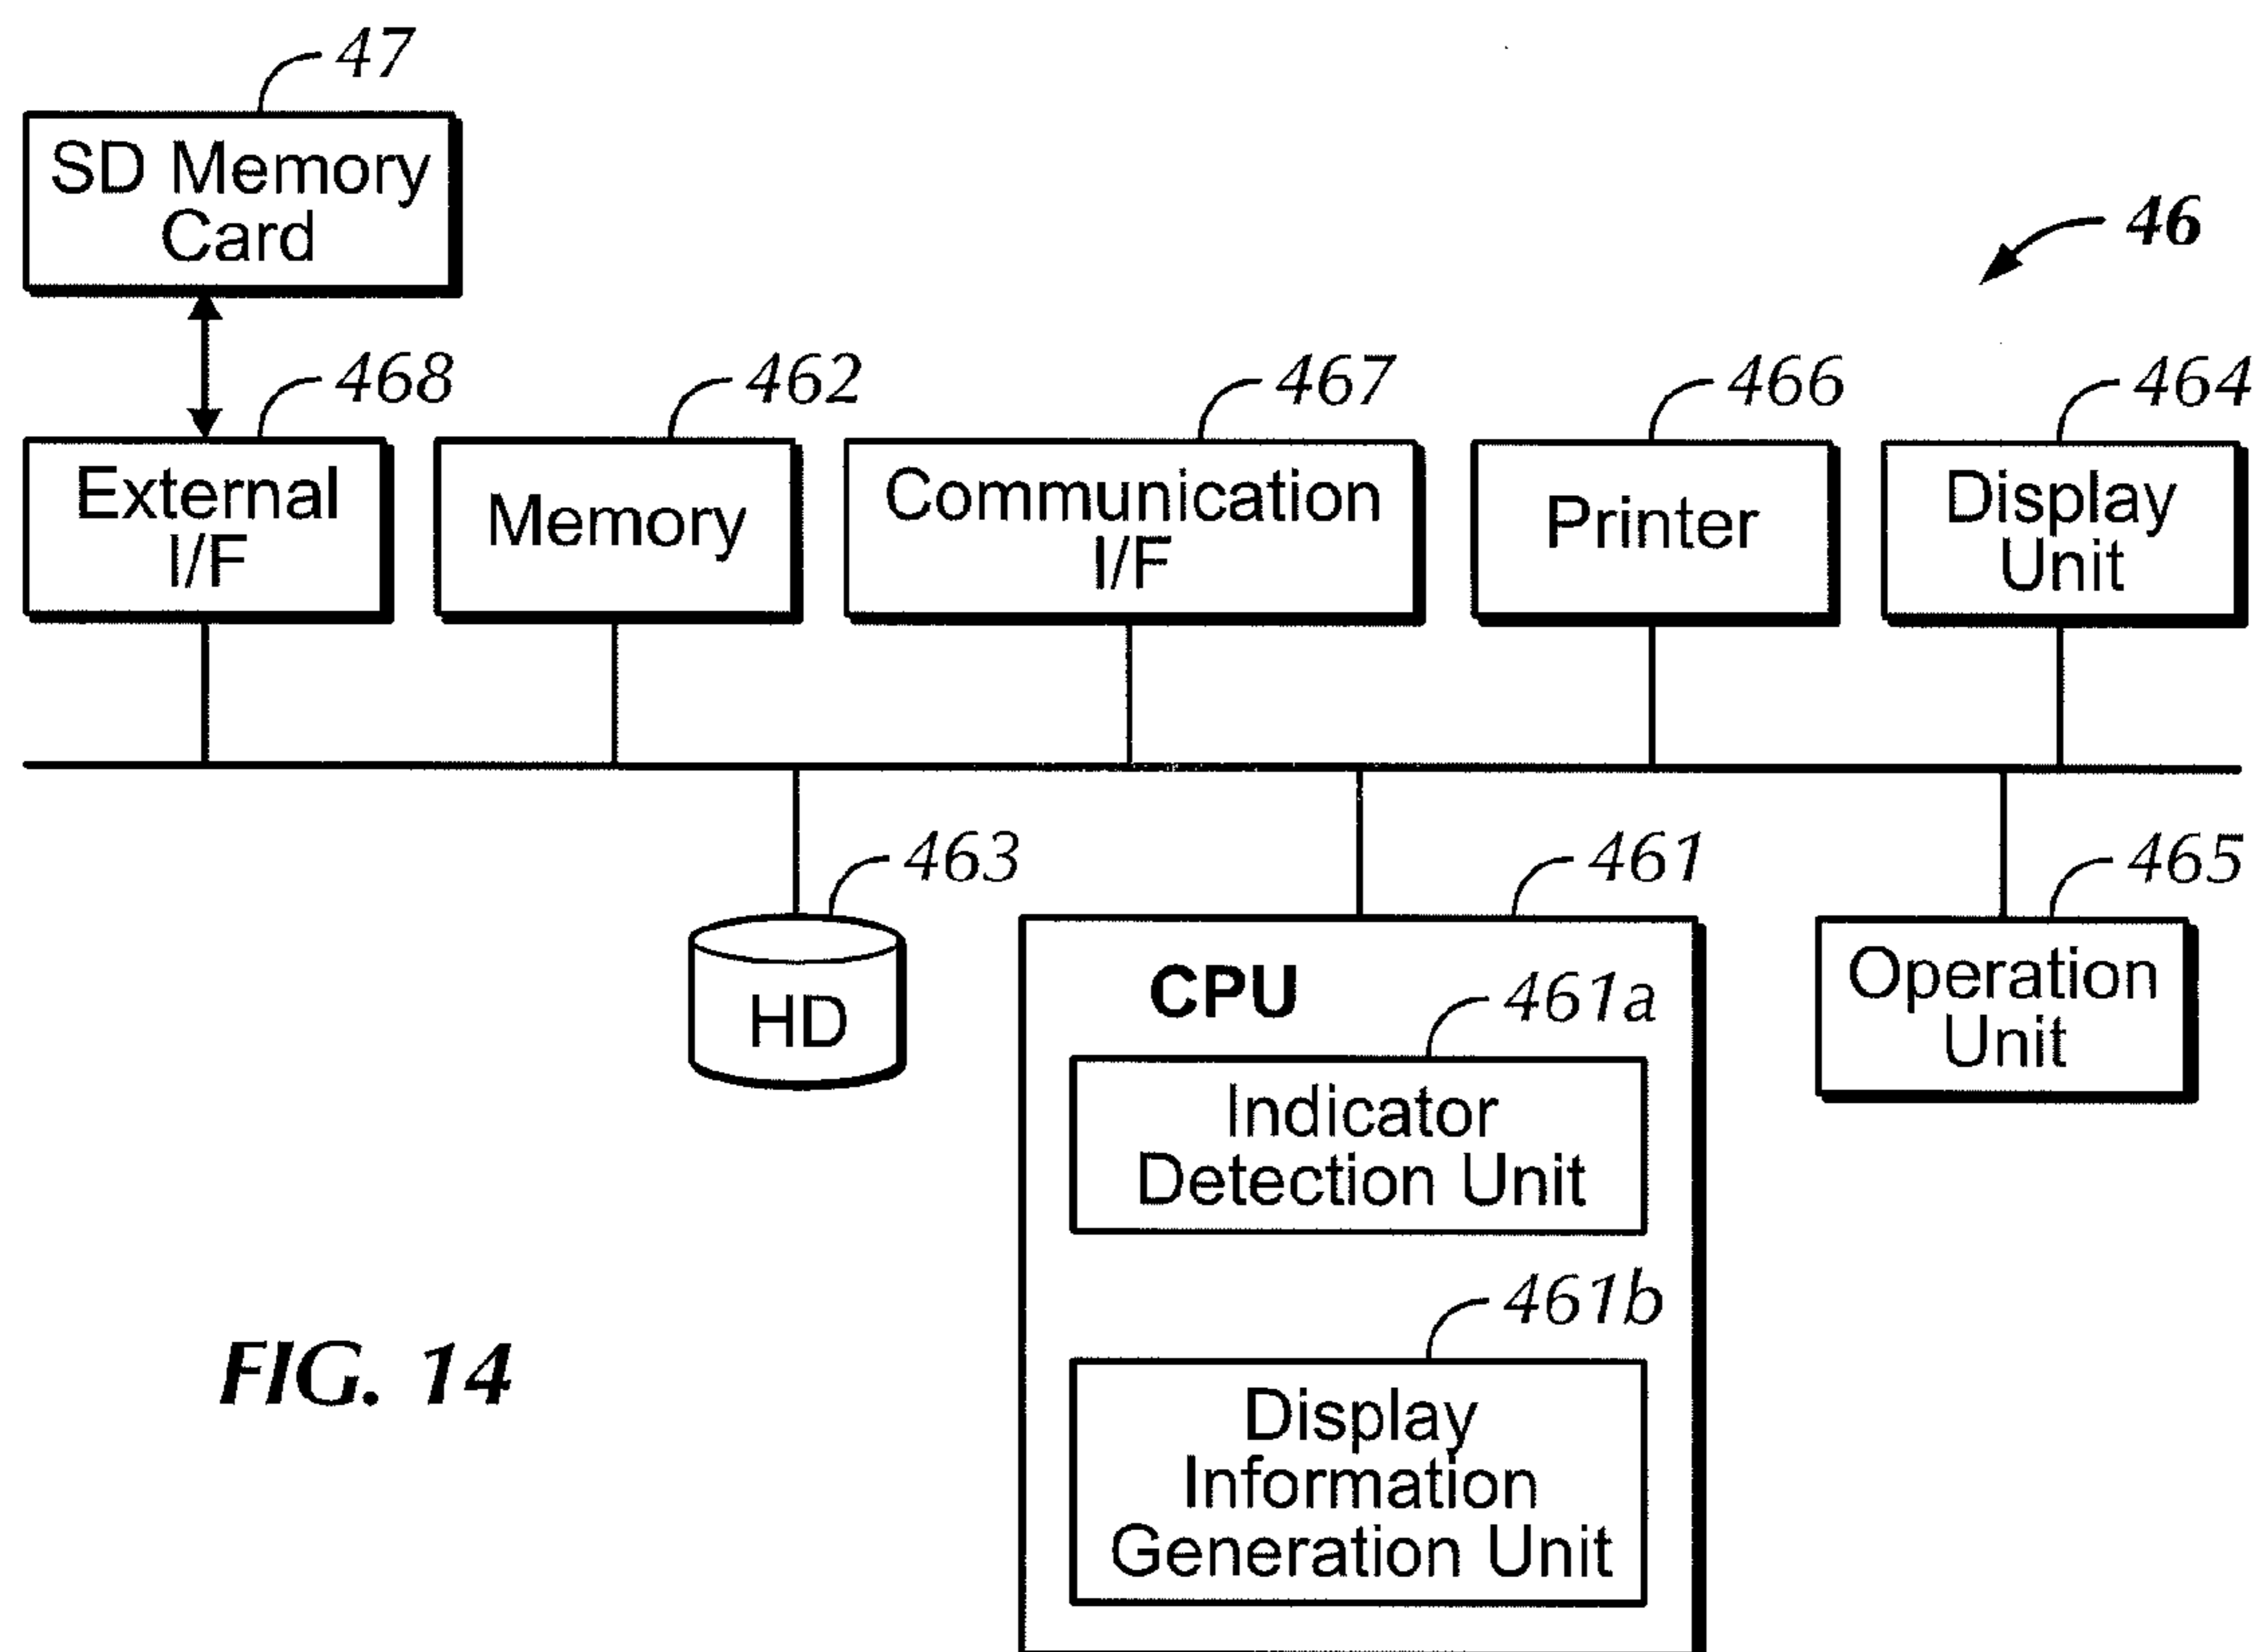 47
SD Memory
Card
46
468
462
467
466
464
External
I/F
Memory
Communication
I/F
Printer
Display
Unit
463
461
465
HD
CPU
461a
Indicator
Detection Unit
461b
Display
Information
Generation Unit
Operation
Unit
FIG. 14